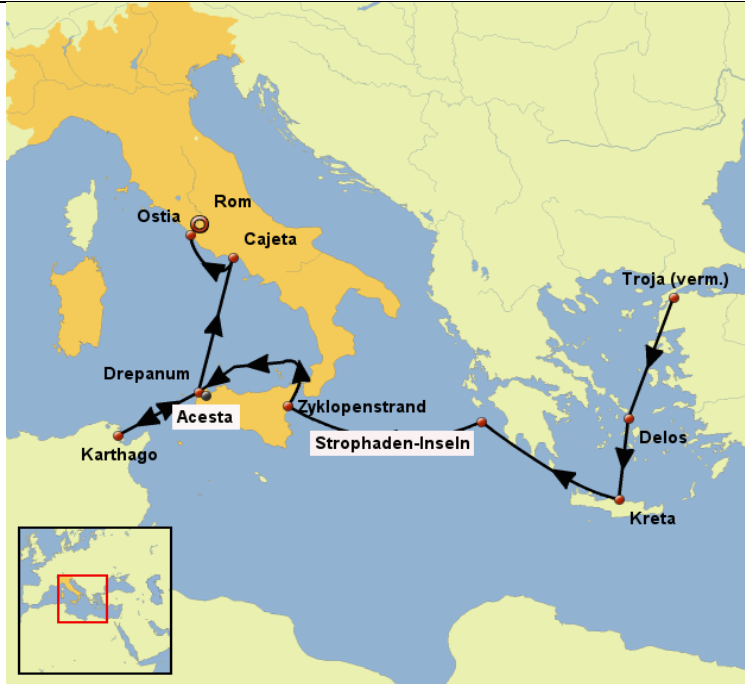 Rom
Ostia
Cajeta
Troja (verm.)
Drepanum
Acesta
Zyklopenstrand
Strophaden-Inseln
Delos
Karthago
Kreta